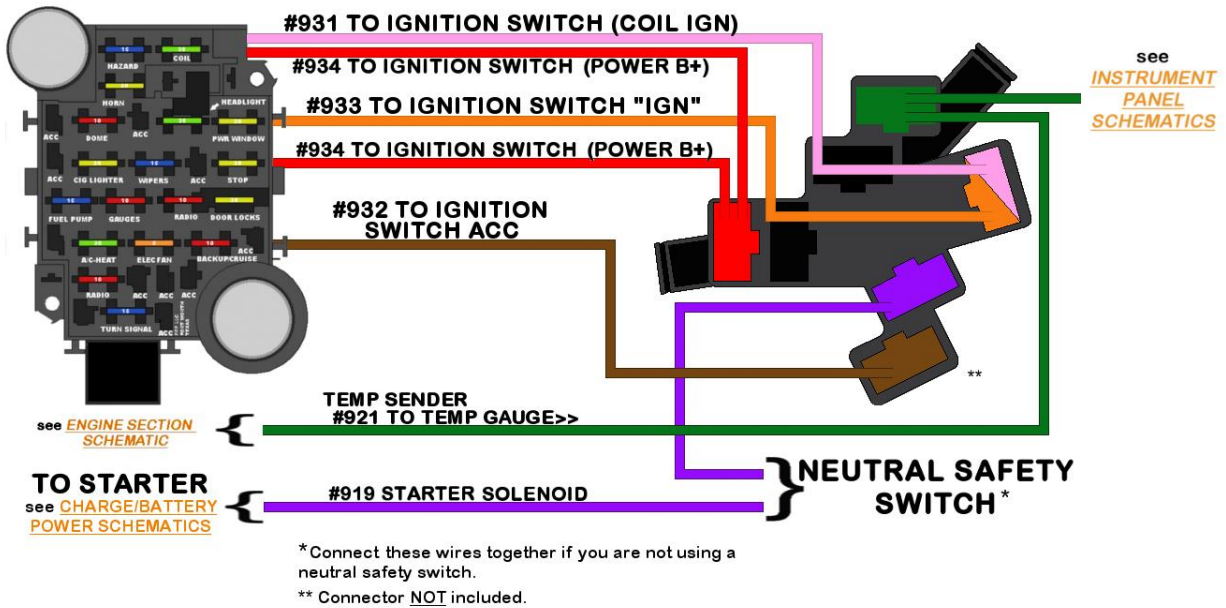 #931 TO IGNITION SWITCH (COIL IGN)
#934 TO IGNITION SWITCH (POWER B+)
#933 TO IGNITION SWITCH "IGN"
#934 TO IGNITION SWITCH (POWER B+)
#932 TO IGNITION
SWITCH ACC
see
INSTRUMENT
PANEL
SCHEMATICS
HAZARD
COIL
HORN
HEADLIGHT
ACC
DOME
ACC
PWR WINDOW
ACC
CIG LIGHTER
WIPERS
ACC
STOP
FUEL PUMP
GAUGES
RADIO
DOOR LOCKS
A/C-HEAT
ELEC FAN
BACKUP/CRUISE
ACC
RADIO
ACC
ACC
ACC
TURN SIGNAL
ACC
**
TEMP SENDER
#921 TO TEMP GAUGE>>
see ENGINE SECTION
SCHEMATIC
TO STARTER
see CHARGE/BATTERY
POWER SCHEMATICS
#919 STARTER SOLENOID
NEUTRAL SAFETY
SWITCH*
*Connect these wires together if you are not using a
neutral safety switch.
** Connector NOT included.